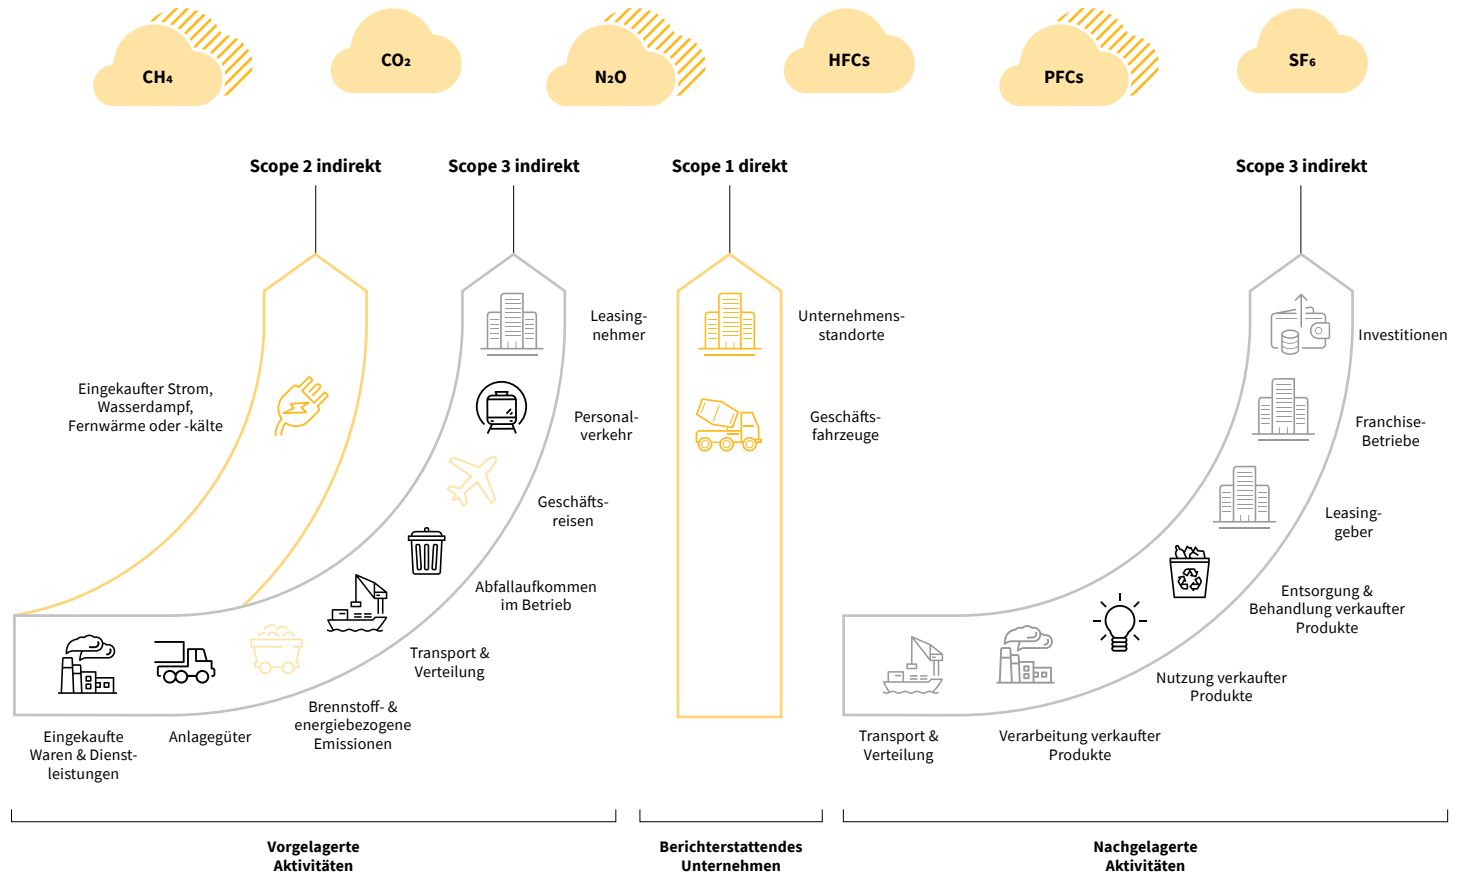 CH₄
CO₂
N₂O
HFCs
PFCs
SF₆
Scope 2 indirekt
Scope 3 indirekt
Scope 1 direkt
Scope 3 indirekt
Eingekaufter Strom,
Wasserdampf,
Fernwärme oder -kälte
Leasing-
nehmer
Personal-
verkehr
Geschäfts-
reisen
Abfallaufkommen
im Betrieb
Transport &
Verteilung
Brennstoff- &
energiebezogene
Emissionen
Anlagegüter
Eingekaufte
Waren & Dienst-
leistungen
Unternehmens-
standorte
Geschäfts-
fahrzeuge
Investitionen
Franchise-
Betriebe
Leasing-
geber
Entsorgung &
Behandlung verkaufter
Produkte
Nutzung verkaufter
Produkte
Verarbeitung verkaufter
Produkte
Transport &
Verteilung
Vorgelagerte
Aktivitäten
Berichterstattendes
Unternehmen
Nachgelagerte
Aktivitäten